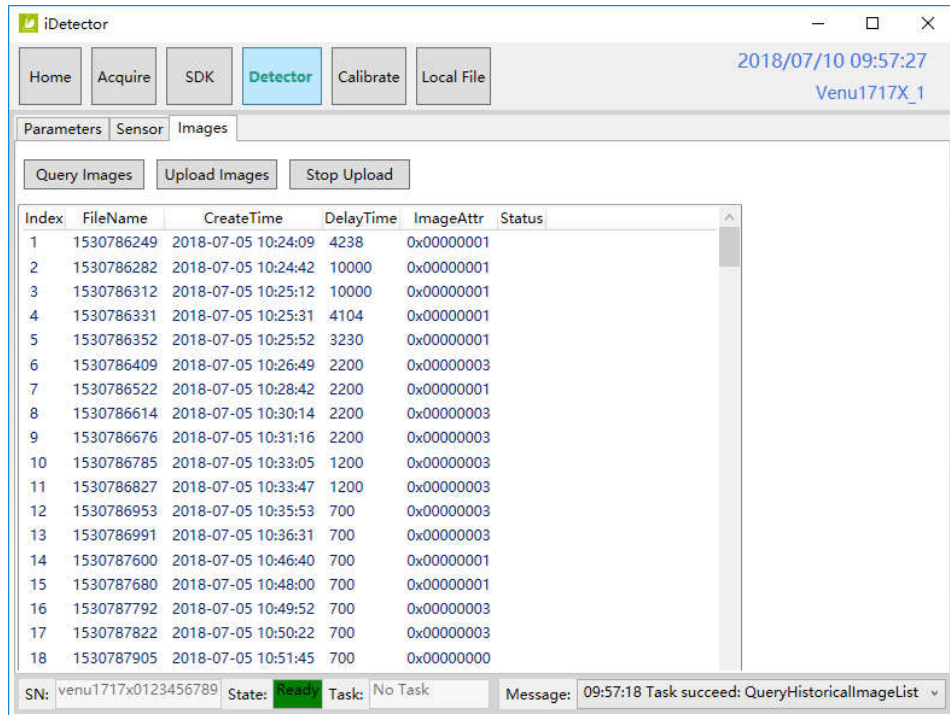 iDetector
Home Acquire SDK Detector Calibrate Local File
2018/07/10 09:57:27
Venu1717X_1
Parameters Sensor Images
Query Images Upload Images Stop Upload
Index FileName CreateTime DelayTime ImageAttr Status
1 1530786249 2018-07-05 10:24:09 4238 0x00000001
2 1530786282 2018-07-05 10:24:42 10000 0x00000001
3 1530786312 2018-07-05 10:25:12 10000 0x00000001
4 1530786331 2018-07-05 10:25:31 4104 0x00000001
5 1530786352 2018-07-05 10:25:52 3230 0x00000001
6 1530786409 2018-07-05 10:26:49 2200 0x00000003
7 1530786522 2018-07-05 10:28:42 2200 0x00000001
8 1530786614 2018-07-05 10:30:14 2200 0x00000003
9 1530786676 2018-07-05 10:31:16 2200 0x00000003
10 1530786785 2018-07-05 10:33:05 1200 0x00000003
11 1530786827 2018-07-05 10:33:47 1200 0x00000003
12 1530786953 2018-07-05 10:35:53 700 0x00000003
13 1530786991 2018-07-05 10:36:31 700 0x00000003
14 1530787600 2018-07-05 10:46:40 700 0x00000001
15 1530787680 2018-07-05 10:48:00 700 0x00000001
16 1530787792 2018-07-05 10:49:52 700 0x00000003
17 1530787822 2018-07-05 10:50:22 700 0x00000003
18 1530787905 2018-07-05 10:51:45 700 0x00000000
SN: venu1717x0123456789 State: Ready Task: No Task Message: 09:57:18 Task succeed: QueryHistoricalImageList